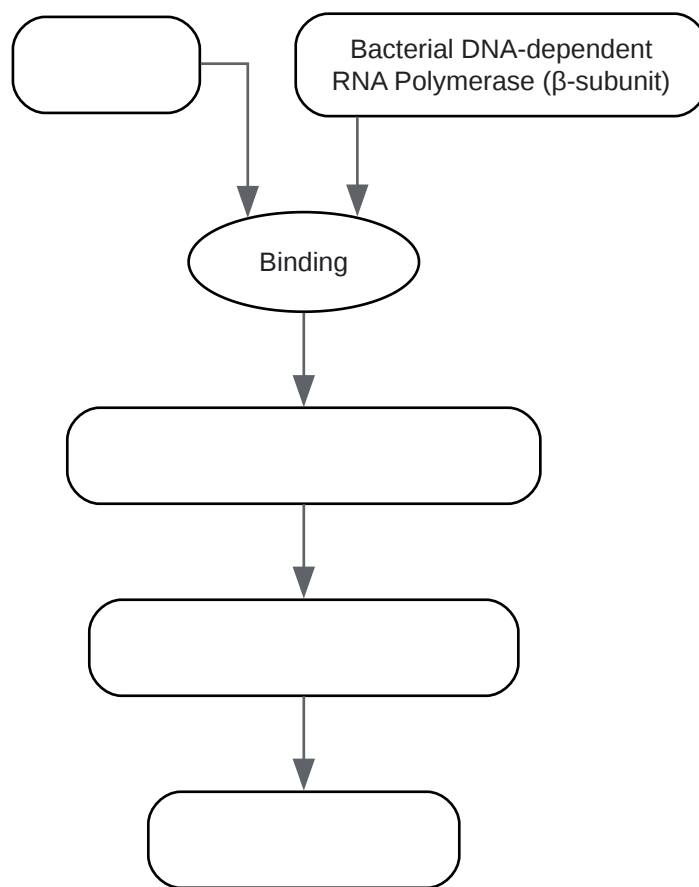 Bacterial DNA-dependent
RNA Polymerase (β-subunit)
Binding